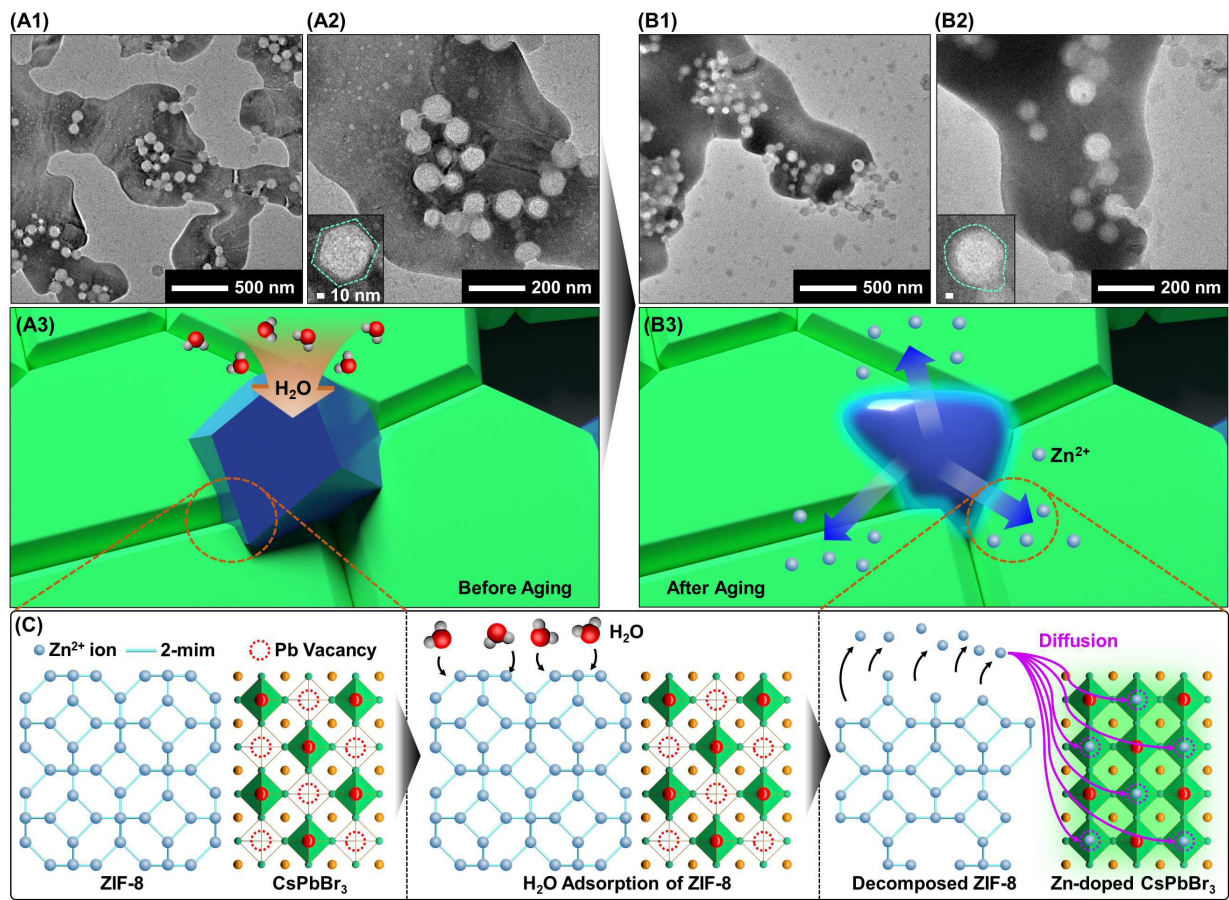 (A1)
(A2)
(B1)
(B2)
500 nm
10 nm
200 nm
500 nm
200 nm
(A3)
H₂O
Before Aging
(B3)
Zn²⁺
After Aging
(C)
Zn²⁺ ion
2-mim
Pb Vacancy
H₂O
Diffusion
ZIF-8
CsPbBr₃
H₂O Adsorption of ZIF-8
Decomposed ZIF-8
Zn-doped CsPbBr₃